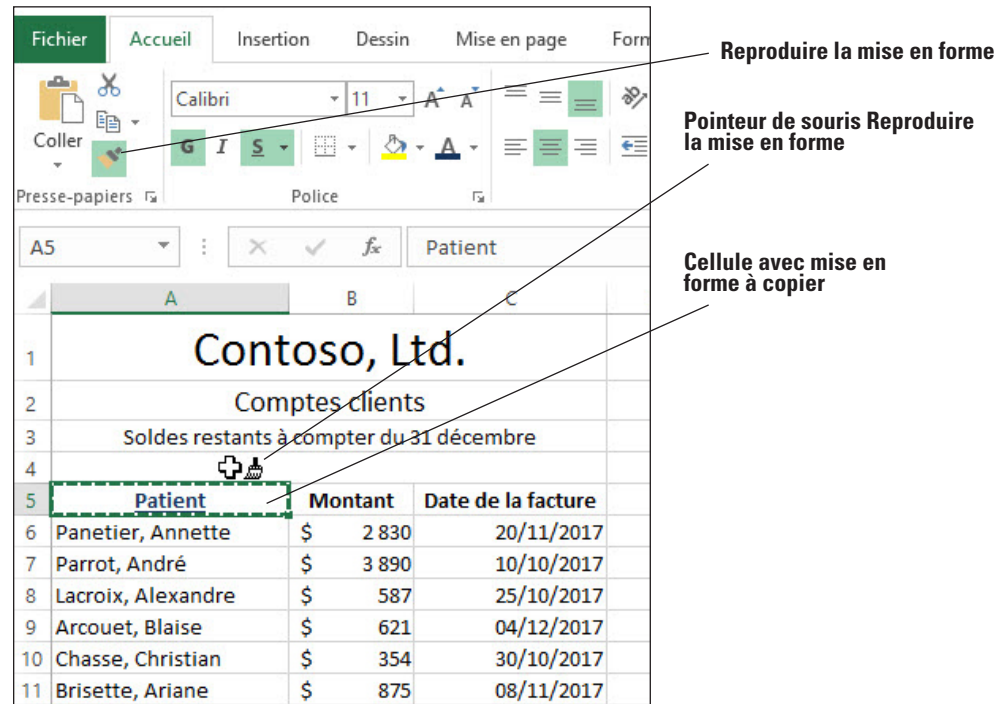 Fichier Accueil Insertion Dessin Mise en page Form
Reproduire la mise en forme
Calibri 11 A A
Coller
G I S A
Pointeur de souris Reproduire
la mise en forme
Presse-papiers Police
A5 fx Patient
Cellule avec mise en
forme à copier
A B C
1 Contoso, Ltd.
2 Comptes clients
3 Soldes restants à compter du 31 décembre
4
5 Patient Montant Date de la facture
6 Panetier, Annette $ 2 830 20/11/2017
7 Parrot, André $ 3 890 10/10/2017
8 Lacroix, Alexandre $ 587 25/10/2017
9 Arcouet, Blaise $ 621 04/12/2017
10 Chasse, Christian $ 354 30/10/2017
11 Brisette, Ariane $ 875 08/11/2017